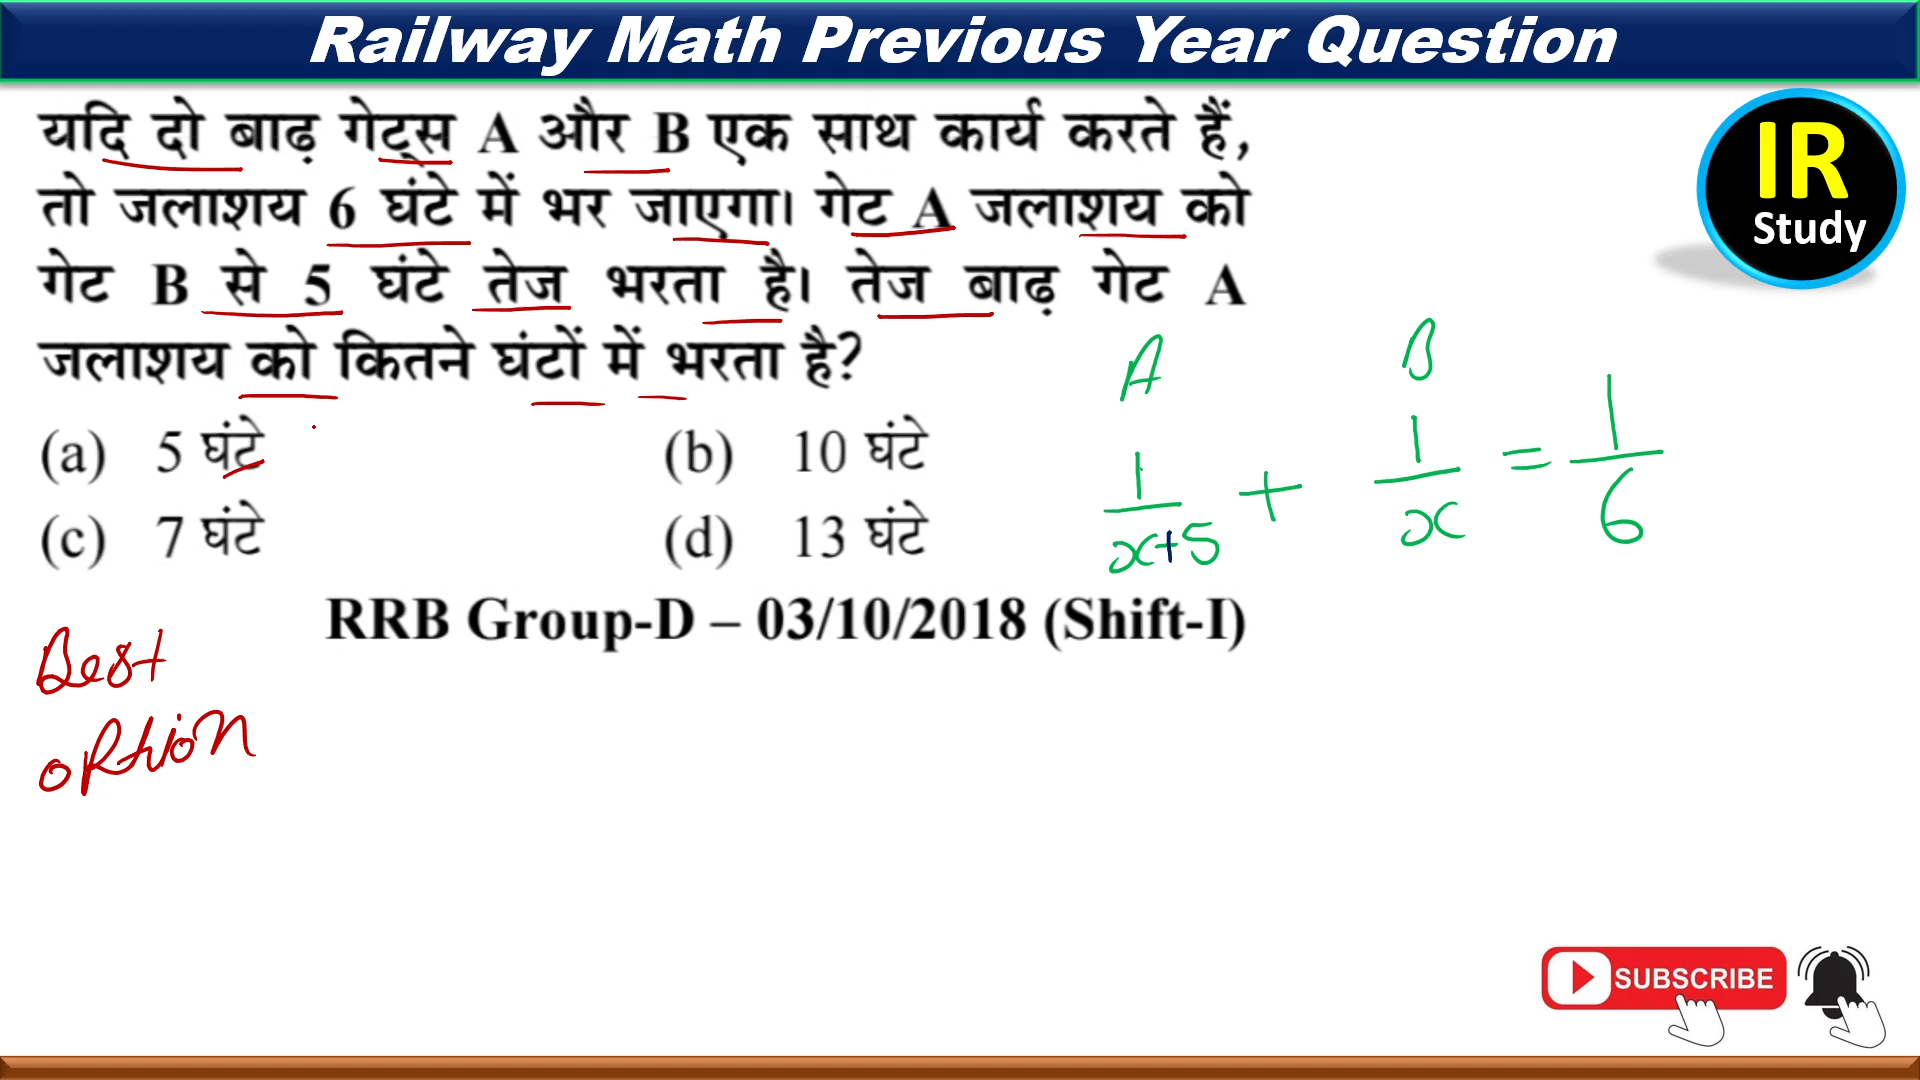 Railway Math Previous Year Question
यदि दो बाढ़ गेट्स A और B एक साथ कार्य करते हैं,
तो जलाशय 6 घंटे में भर जाएगा। गेट A जलाशय को
गेट B से 5 घंटे तेज भरता है। तेज बाढ़ गेट A
जलाशय को कितने घंटों में भरता है?
(a) 5 घंटे (b) 10 घंटे
(c) 7 घंटे (d) 13 घंटे
RRB Group-D – 03/10/2018 (Shift-I)
IR
Study
A B
1/(x+5) + 1/x = 1/6
Best
option
SUBSCRIBE